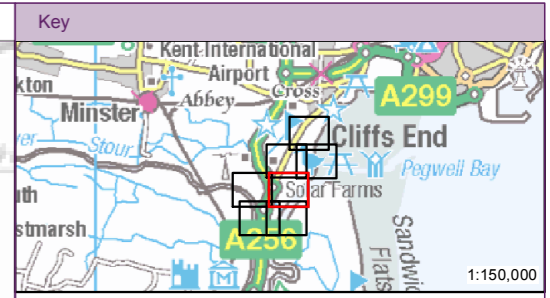 Key
Kent International
Airport
Cross
A299
kton
Minster
Abbey
Cliffs End
Stour
Pegwell Bay
Solar Farms
uth
stmarsh
A256
Sandwic
Flats
1:150,000